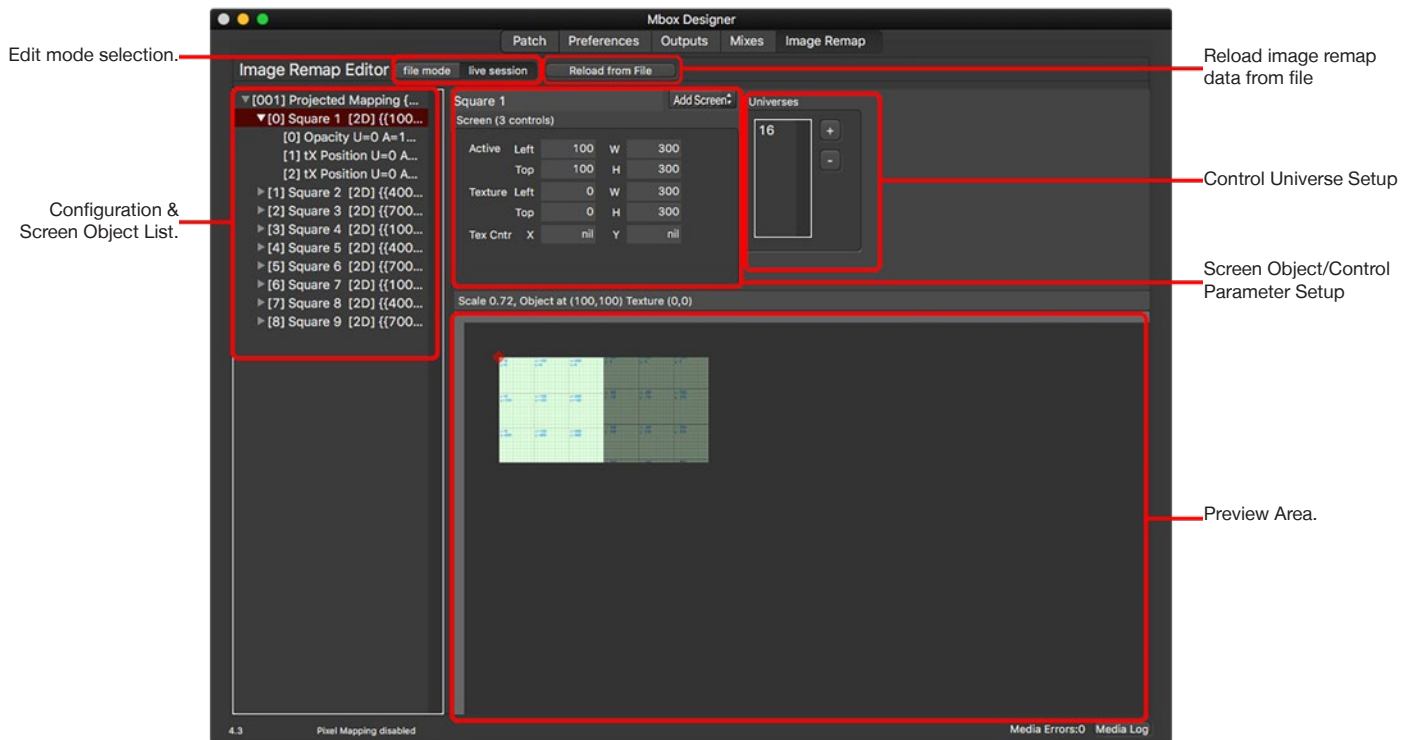 Mbox Designer
Patch Preferences Outputs Mixes Image Remap
Edit mode selection.
Image Remap Editor file mode live session Reload from File
Reload image remap
data from file
[001] Projected Mapping {...
[0] Square 1 [2D] {{100...
[0] Opacity U=0 A=1...
[1] tX Position U=0 A...
[2] tX Position U=0 A...
[1] Square 2 [2D] {{400...
[2] Square 3 [2D] {{700...
[3] Square 4 [2D] {{100...
[4] Square 5 [2D] {{400...
[5] Square 6 [2D] {{700...
[6] Square 7 [2D] {{100...
[7] Square 8 [2D] {{400...
[8] Square 9 [2D] {{700...
Configuration &
Screen Object List.
Square 1 Add Screen
Screen (3 controls)
Active Left 100 W 300
Top 100 H 300
Texture Left 0 W 300
Top 0 H 300
Tex Cntr X nil Y nil
Universes
16 +
-
Control Universe Setup
Screen Object/Control
Parameter Setup
Scale 0.72, Object at (100,100) Texture (0,0)
Preview Area.
4.3 Pixel Mapping disabled Media Errors:0 Media Log